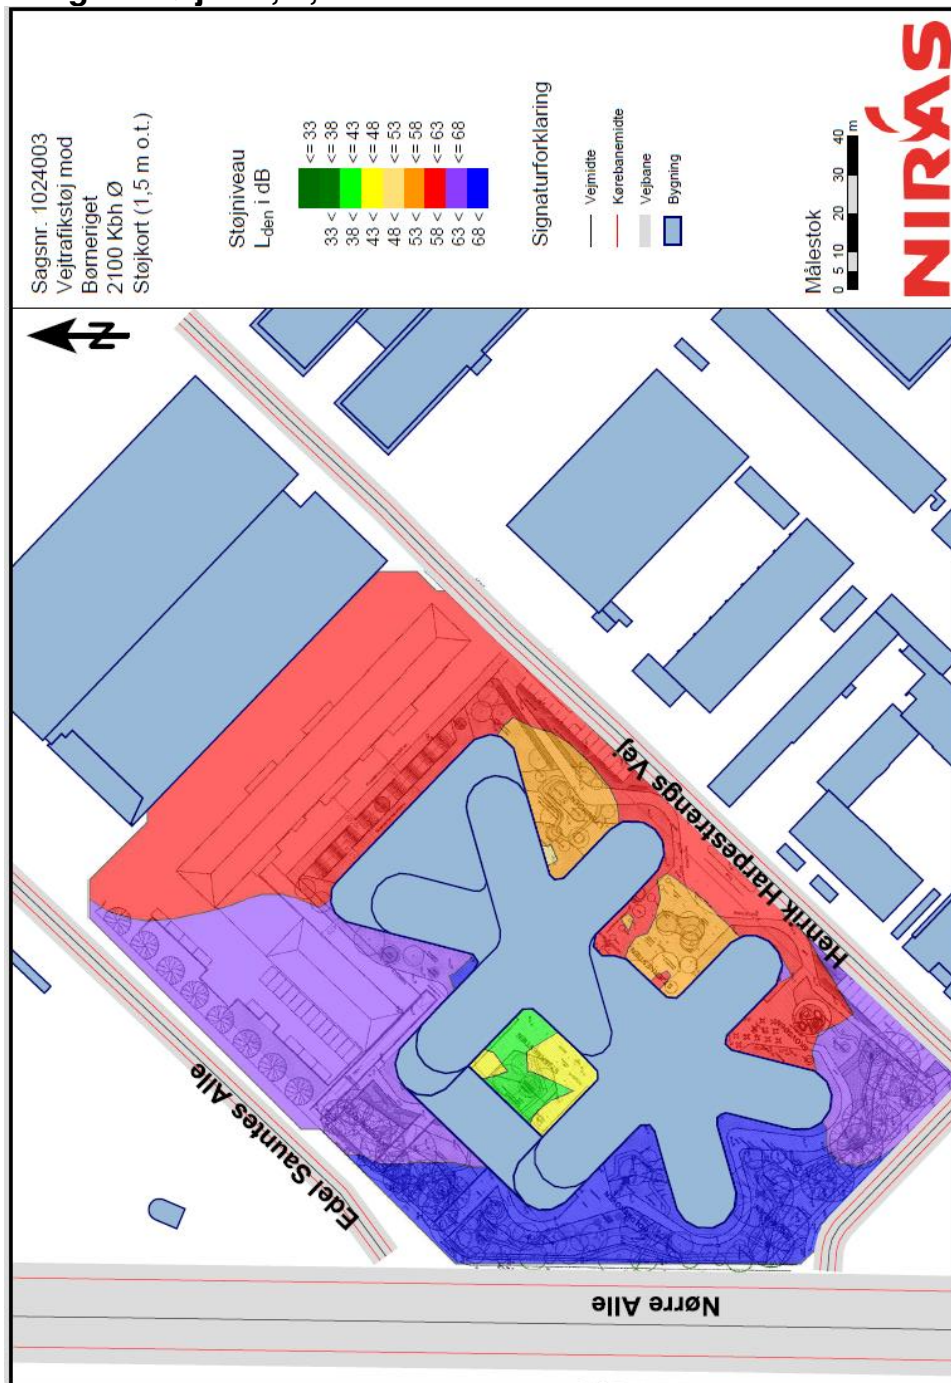 Sagsnr. 1024003
Vejtrafikstøj mod
Børneriget
2100 Kbh Ø
Støjkort (1,5 m o.t.)
Støjniveau
Lden i dB
<= 33
33 < <= 38
38 < <= 43
43 < <= 48
48 < <= 53
53 < <= 58
58 < <= 63
63 < <= 68
68 <
Signaturforklaring
Vejmidte
Kørebanemidte
Vejbane
Bygning
Målestok
0 5 10 20 30 40
m
NIRAS
N
Edel Sauntes Alle
Henrik Harpestrengs Vej
Nørre Alle